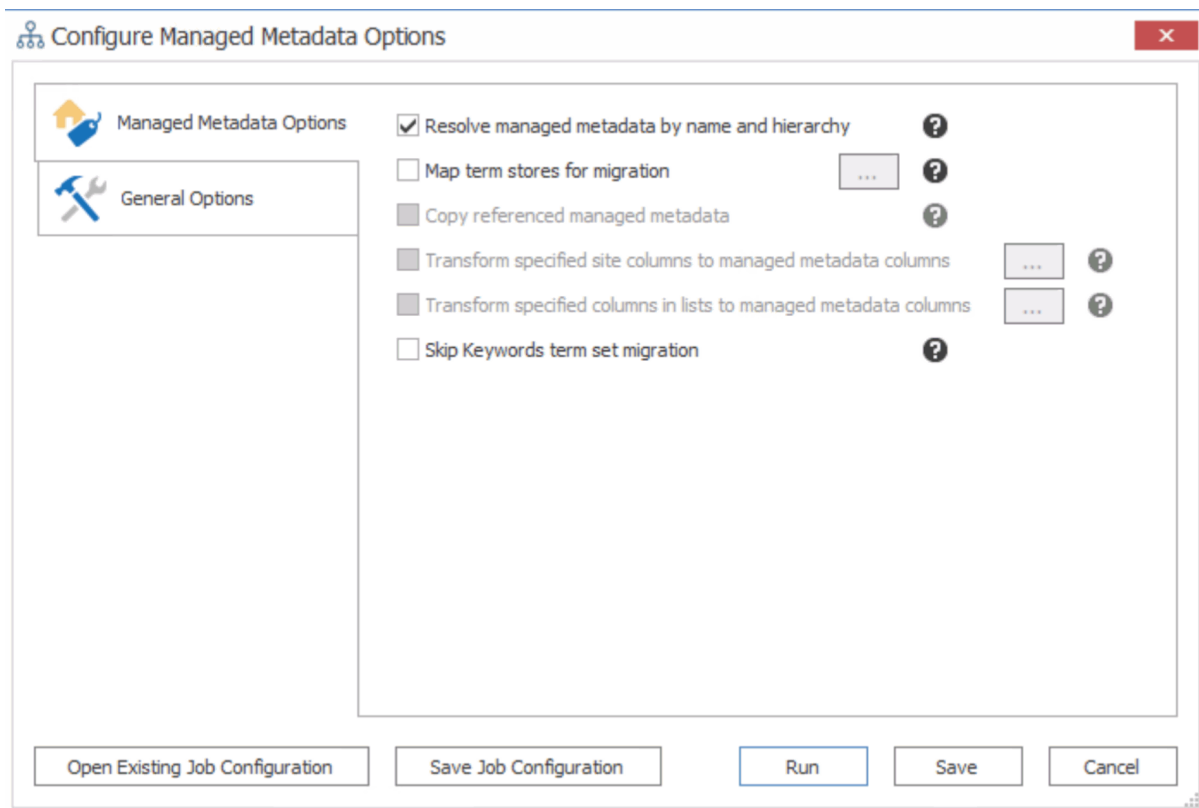 Configure Managed Metadata Options
Managed Metadata Options
General Options
Resolve managed metadata by name and hierarchy ?
Map term stores for migration ... ?
Copy referenced managed metadata ?
Transform specified site columns to managed metadata columns ... ?
Transform specified columns in lists to managed metadata columns ... ?
Skip Keywords term set migration ?
Open Existing Job Configuration
Save Job Configuration
Run
Save
Cancel